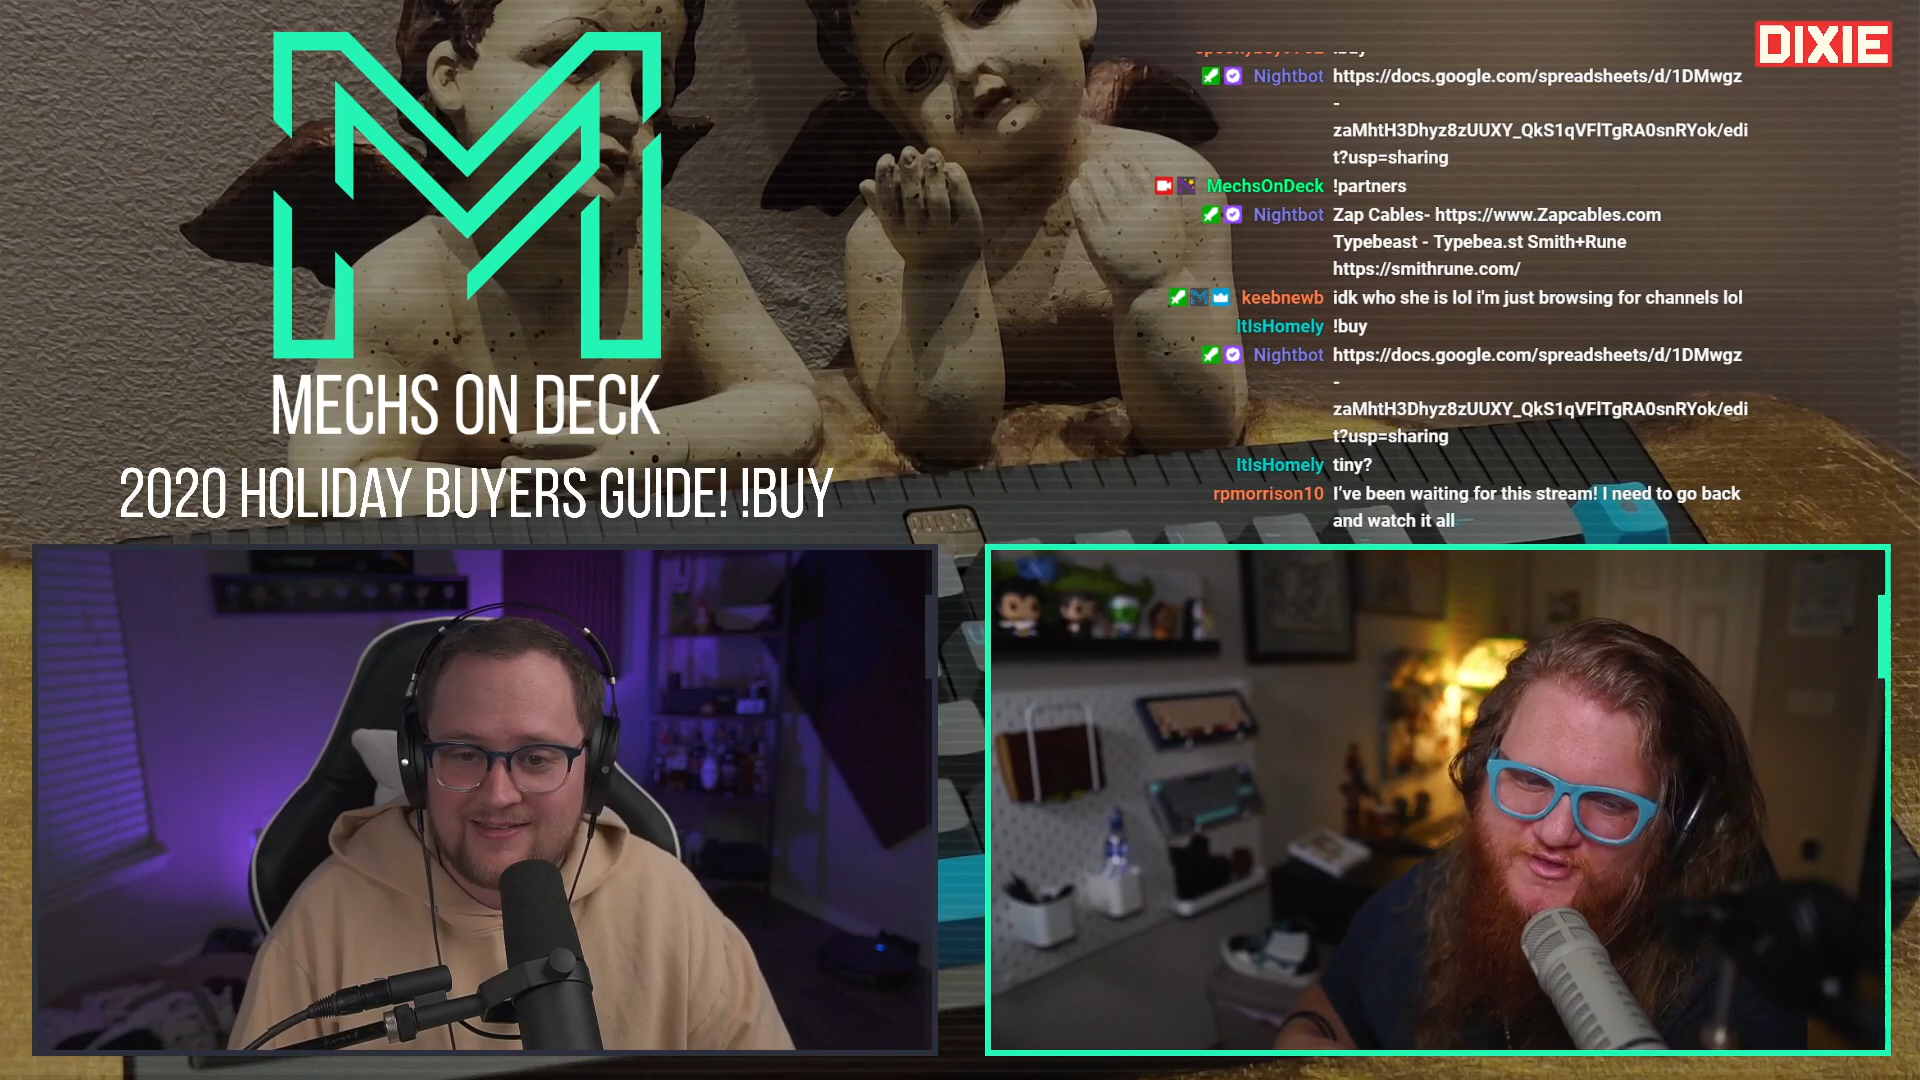 DIXIE
Nightbot https://docs.google.com/spreadsheets/d/1DMwgz
-
zaMhtH3Dhyz8zUUXY_QkS1qVFlTgRA0snRYok/edi
t?usp=sharing
MechsOnDeck !partners
Nightbot Zap Cables- https://www.Zapcables.com
Typebeast - Typebea.st Smith+Rune
https://smithrune.com/
keebnewb idk who she is lol i'm just browsing for channels lol
ItIsHomely !buy
Nightbot https://docs.google.com/spreadsheets/d/1DMwgz
-
zaMhtH3Dhyz8zUUXY_QkS1qVFlTgRA0snRYok/edi
t?usp=sharing
ItIsHomely tiny?
rpmorrison10 I've been waiting for this stream! I need to go back
and watch it all
MECHS ON DECK
2020 HOLIDAY BUYERS GUIDE! !BUY